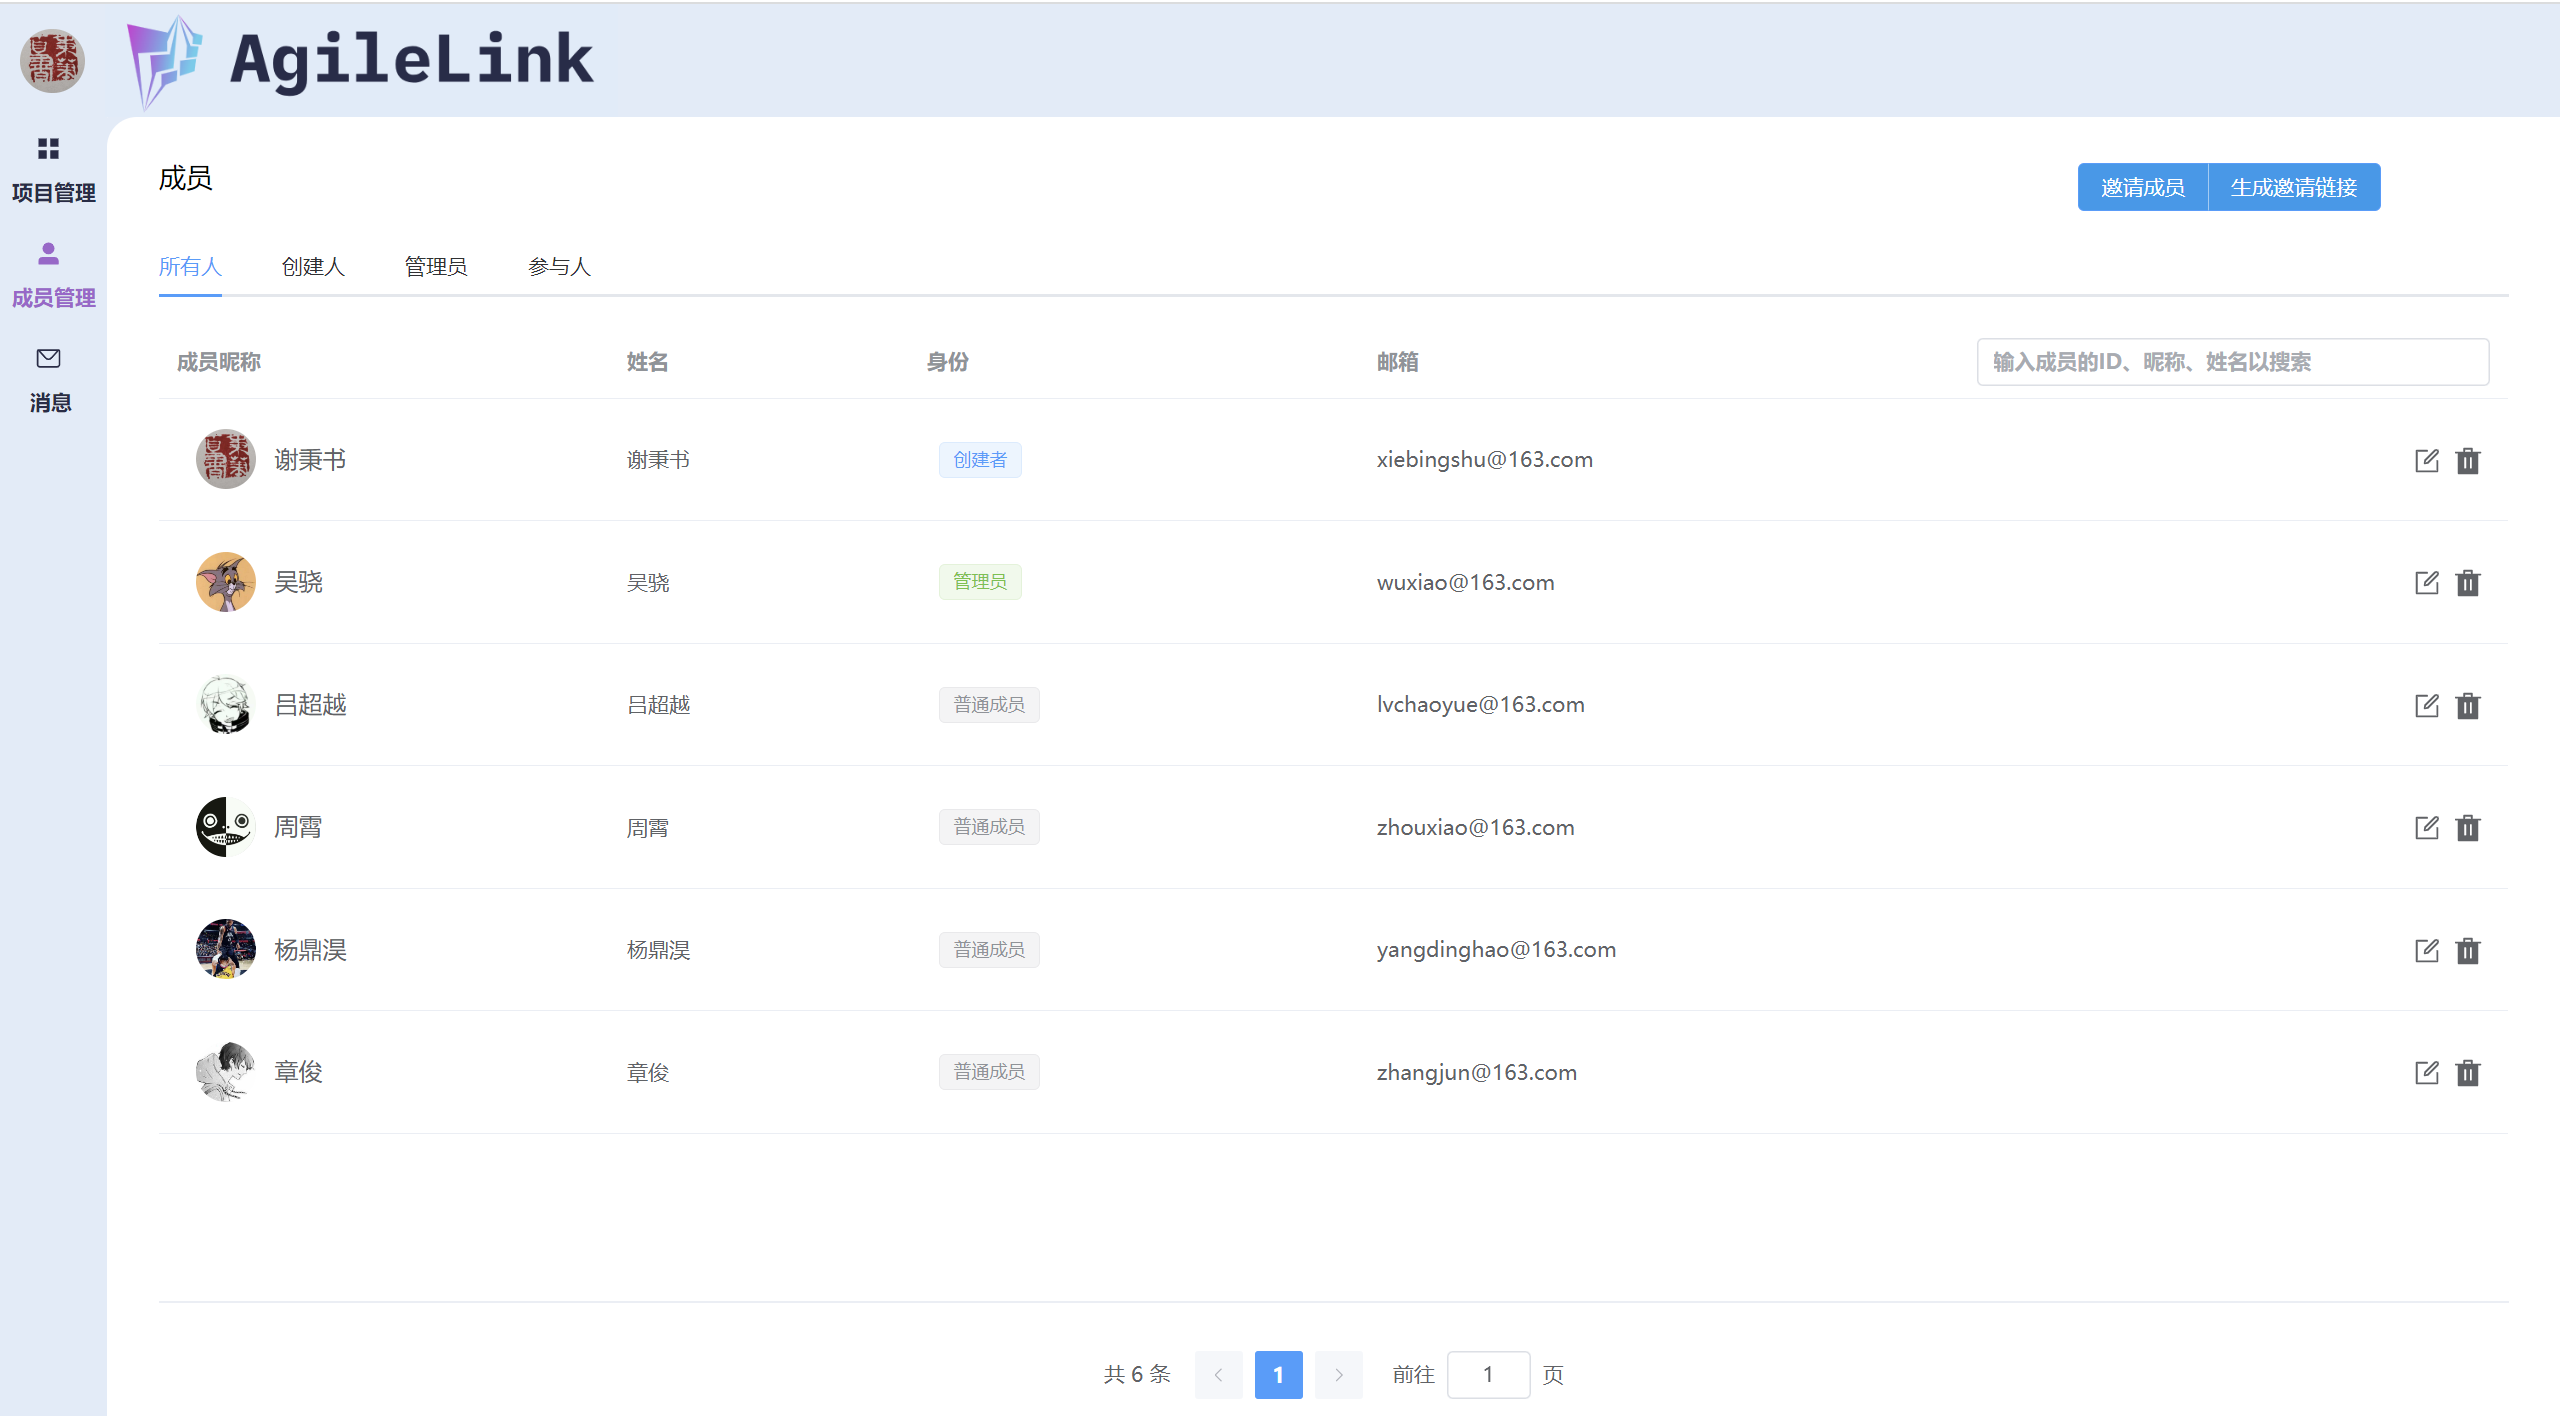 AgileLink
项目管理
成员管理
消息
成员
邀请成员 生成邀请链接
所有人 创建人 管理员 参与人
成员昵称 姓名 身份 邮箱 输入成员的ID、昵称、姓名以搜索
谢秉书 谢秉书 创建者 xiebingshu@163.com
吴骁 吴骁 管理员 wuxiao@163.com
吕超越 吕超越 普通成员 lvchaoyue@163.com
周霄 周霄 普通成员 zhouxiao@163.com
杨鼎淏 杨鼎淏 普通成员 yangdinghao@163.com
章俊 章俊 普通成员 zhangjun@163.com
共 6 条 1 前往 1 页